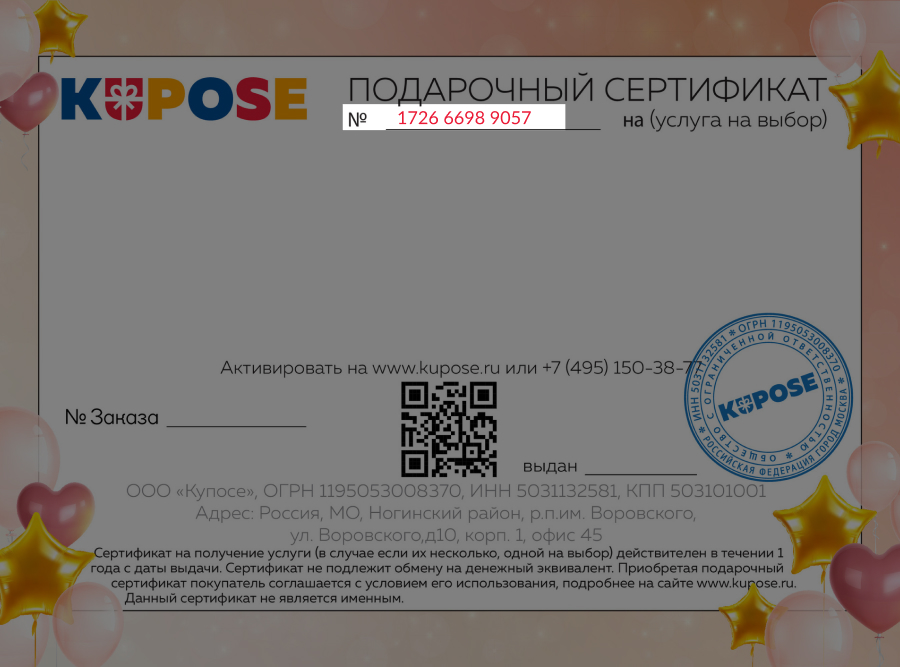 KUPOSE
ПОДАРОЧНЫЙ СЕРТИФИКАТ
№ 1726 6698 9057
на (услуга на выбор)
Активировать на www.kupose.ru или +7 (495) 150-38-77
№ Заказа
выдан
ООО «Купосе», ОГРН 1195053008370, ИНН 5031132581, КПП 503101001
Адрес: Россия, МО, Ногинский район, р.п.им. Воровского,
ул. Воровского,д10, корп. 1, офис 45
Сертификат на получение услуги (в случае если их несколько, одной на выбор) действителен в течении 1
года с даты выдачи. Сертификат не подлежит обмену на денежный эквивалент. Приобретая подарочный
сертификат покупатель соглашается с условием его использования, подробнее на сайте www.kupose.ru.
Данный сертификат не является именным.
ИНН 5031132581 * ОГРН 1195053008370 *
РОССИЙСКАЯ ФЕДЕРАЦИЯ ГОРОД МОСКВА *
ОБЩЕСТВО С ОГРАНИЧЕННОЙ ОТВЕТСТВЕННОСТЬЮ *
KUPOSE